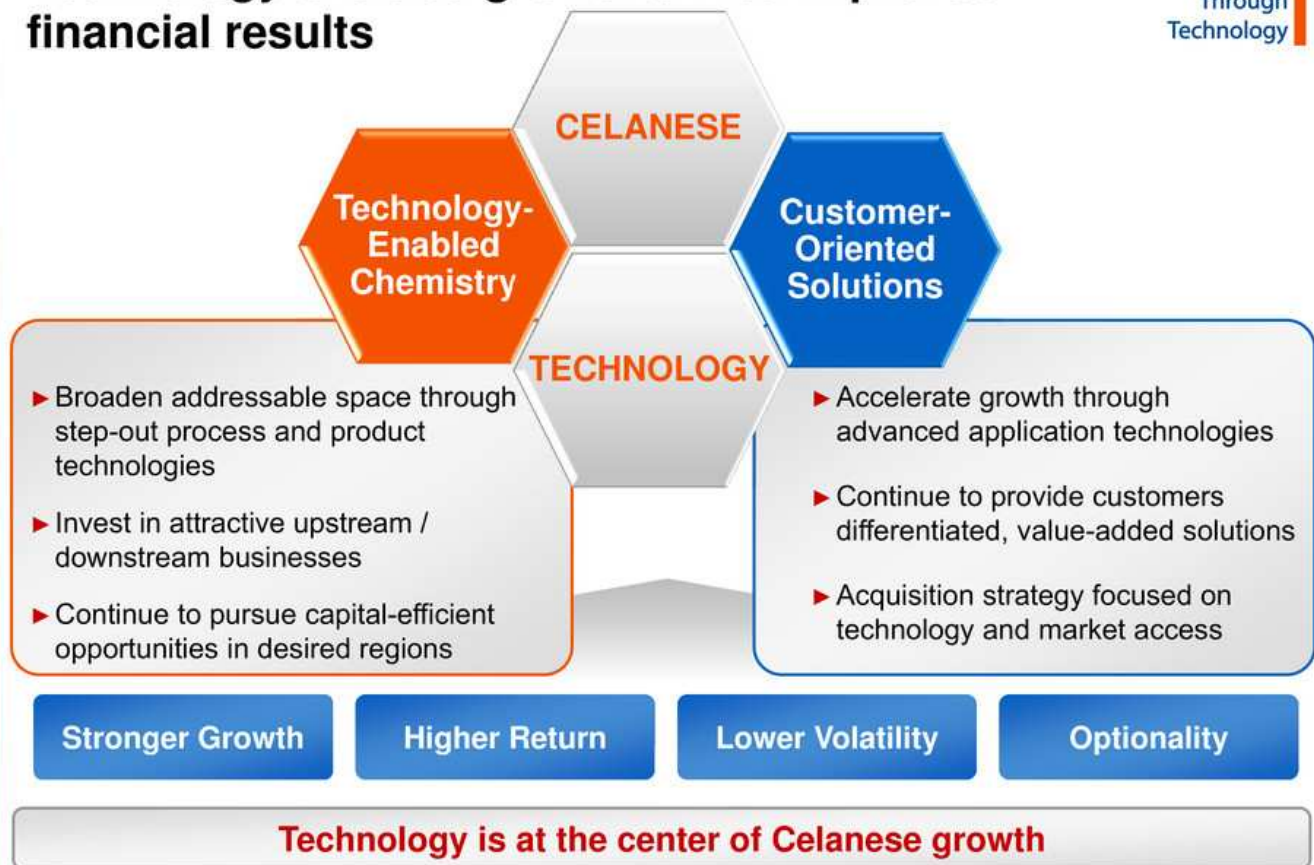 financial results
Through
Technology
CELANESE
Technology-
Enabled
Chemistry
Customer-
Oriented
Solutions
TECHNOLOGY
►Broaden addressable space through
step-out process and product
technologies
►Invest in attractive upstream /
downstream businesses
►Continue to pursue capital-efficient
opportunities in desired regions
►Accelerate growth through
advanced application technologies
►Continue to provide customers
differentiated, value-added solutions
►Acquisition strategy focused on
technology and market access
Stronger Growth
Higher Return
Lower Volatility
Optionality
Technology is at the center of Celanese growth